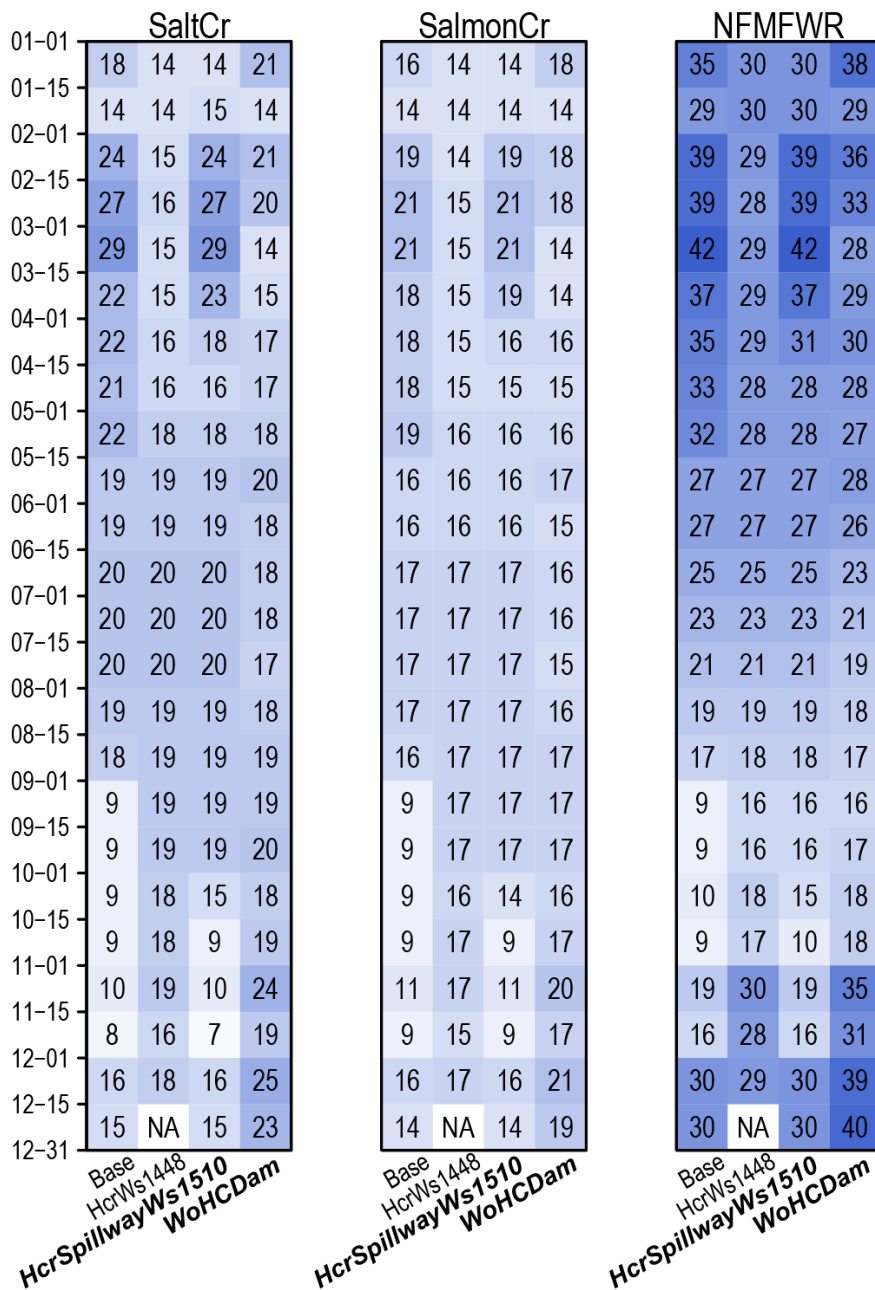 SaltCr SalmonCr NFMFWR
01−01
18 14 14 21 16 14 14 18 35 30 30 38
01−15
14 14 15 14 14 14 14 14 29 30 30 29
02−01
24 15 24 21 19 14 19 18 39 29 39 36
02−15
27 16 27 20 21 15 21 18 39 28 39 33
03−01
29 15 29 14 21 15 21 14 42 29 42 28
03−15
22 15 23 15 18 15 19 14 37 29 37 29
04−01
22 16 18 17 18 15 16 16 35 29 31 30
04−15
21 16 16 17 18 15 15 15 33 28 28 28
05−01
22 18 18 18 19 16 16 16 32 28 28 27
05−15
19 19 19 20 16 16 16 17 27 27 27 28
06−01
19 19 19 18 16 16 16 15 27 27 27 26
06−15
20 20 20 18 17 17 17 16 25 25 25 23
07−01
20 20 20 18 17 17 17 16 23 23 23 21
07−15
20 20 20 17 17 17 17 15 21 21 21 19
08−01
19 19 19 18 17 17 17 16 19 19 19 18
08−15
18 19 19 19 16 17 17 17 17 18 18 17
09−01
9 19 19 19 9 17 17 17 9 16 16 16
09−15
9 19 19 20 9 17 17 17 9 16 16 17
10−01
9 18 15 18 9 16 14 16 10 18 15 18
10−15
9 18 9 19 9 17 9 17 9 17 10 18
11−01
10 19 10 24 11 17 11 20 19 30 19 35
11−15
8 16 7 19 9 15 9 17 16 28 16 31
12−01
16 18 16 25 16 17 16 21 30 29 30 39
12−15
15 NA 15 23 14 NA 14 19 30 NA 30 40
12−31
Base
HcrWs1448
HcrSpillwayWs1510
WoHCDam
Base
HcrWs1448
HcrSpillwayWs1510
WoHCDam
Base
HcrWs1448
HcrSpillwayWs1510
WoHCDam